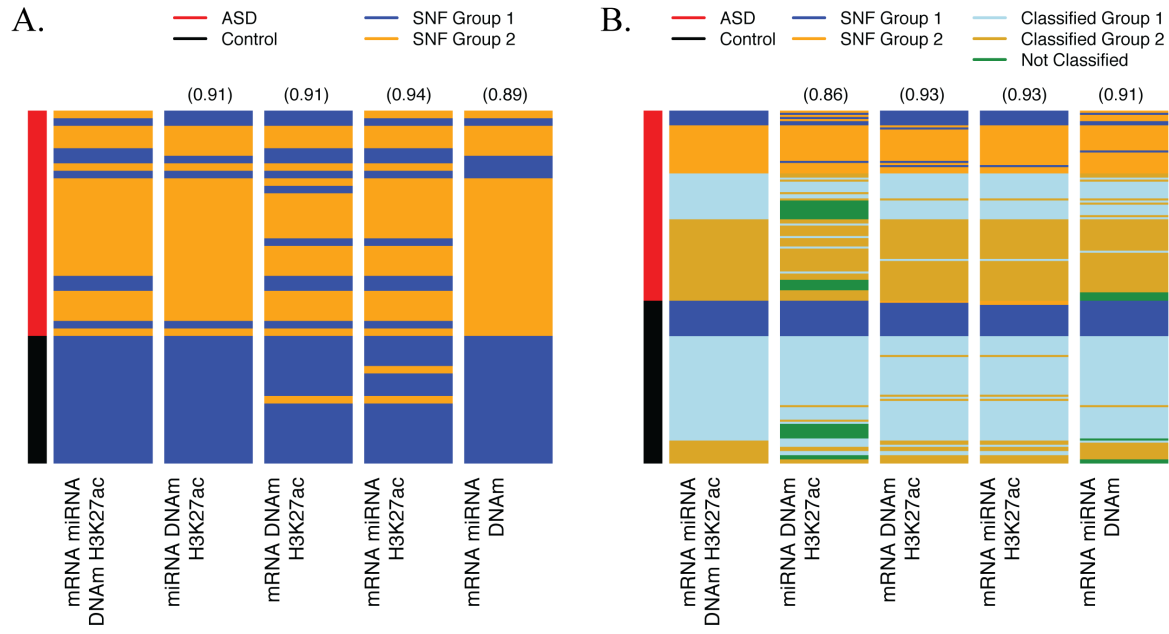 A.
ASD
Control
SNF Group 1
SNF Group 2
(0.91)
(0.91)
(0.94)
(0.89)
mRNA miRNA
DNAm H3K27ac
miRNA DNAm
H3K27ac
mRNA DNAm
H3K27ac
mRNA miRNA
H3K27ac
mRNA miRNA
DNAm
B.
ASD
Control
SNF Group 1
SNF Group 2
Classified Group 1
Classified Group 2
Not Classified
(0.86)
(0.93)
(0.93)
(0.91)
mRNA miRNA
DNAm H3K27ac
miRNA DNAm
H3K27ac
mRNA DNAm
H3K27ac
mRNA miRNA
H3K27ac
mRNA miRNA
DNAm